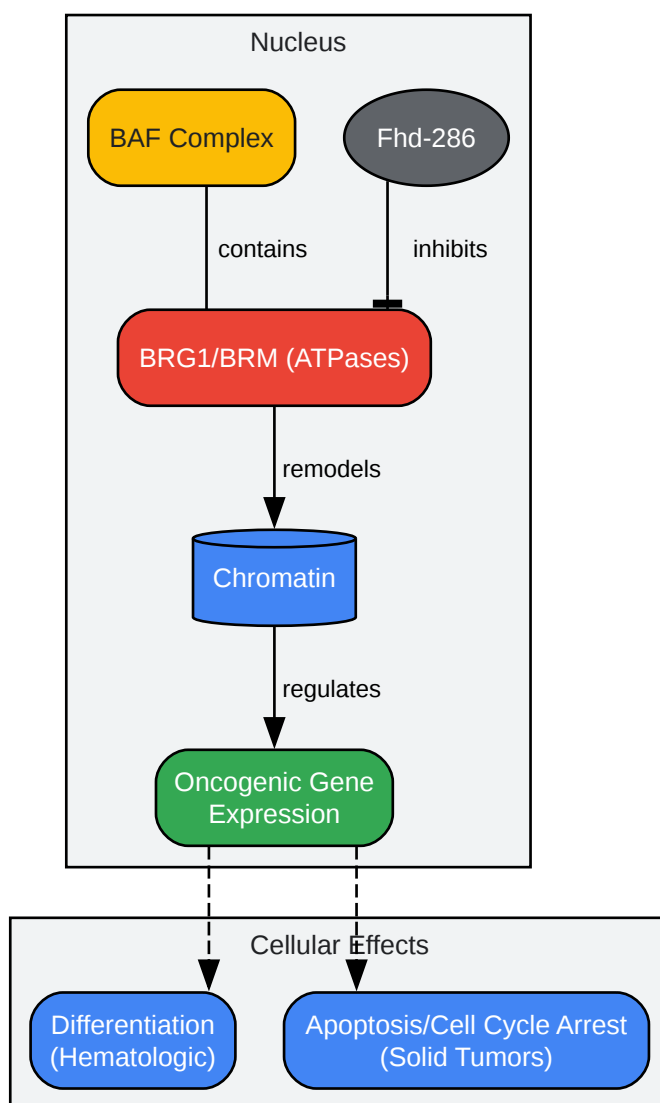 Nucleus
BAF Complex
Fhd-286
contains
inhibits
BRG1/BRM (ATPases)
remodels
Chromatin
regulates
Oncogenic Gene
Expression
Cellular Effects
Differentiation
(Hematologic)
Apoptosis/Cell Cycle Arrest
(Solid Tumors)